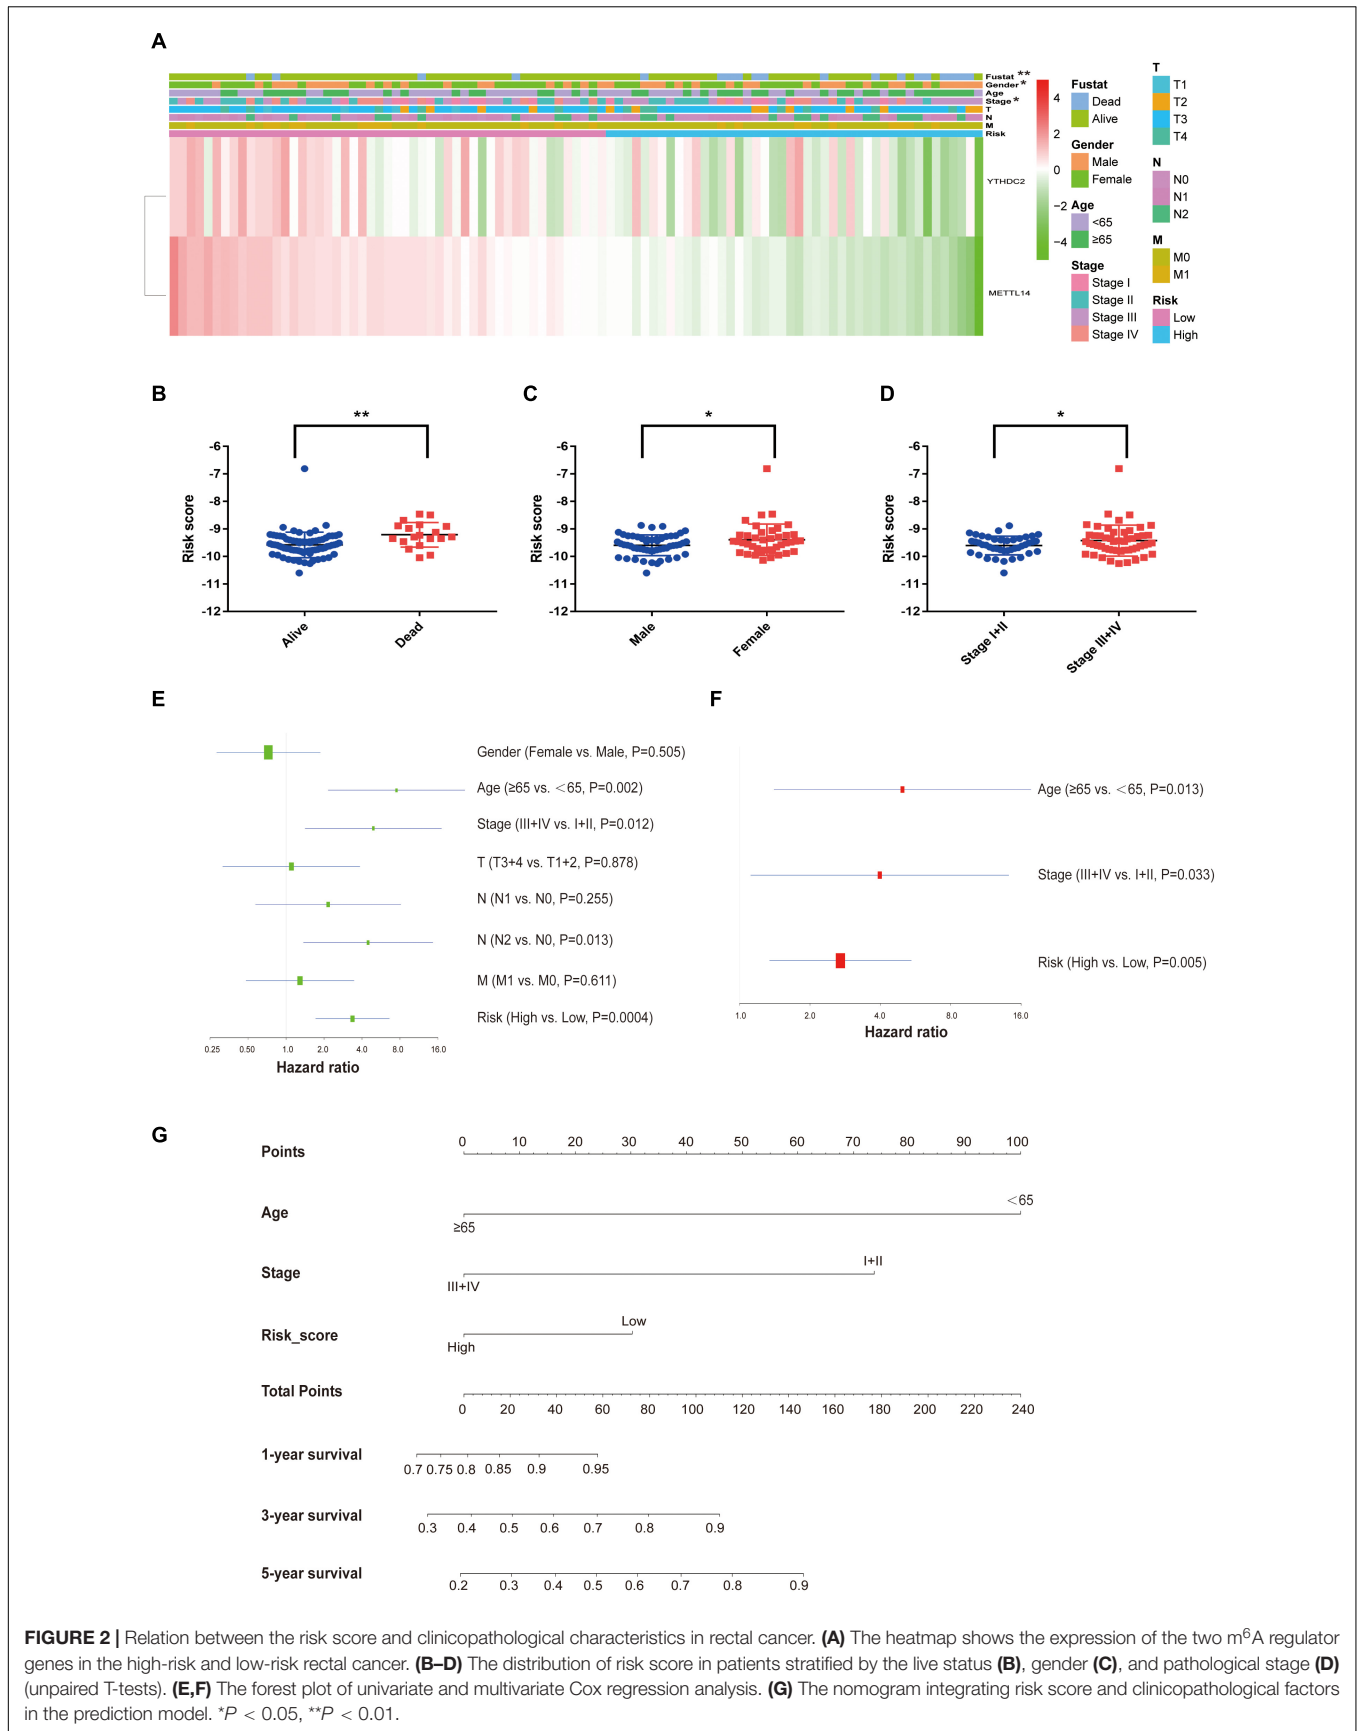 A
Fustat **
Gender *
Age
Stage *
T
N
M
Risk
YTHDC2
METTL14
4
2
0
−2
−4
Fustat
Dead
Alive
Gender
Male
Female
Age
<65
≥65
Stage
Stage I
Stage II
Stage III
Stage IV
T
T1
T2
T3
T4
N
N0
N1
N2
M
M0
M1
Risk
Low
High
B
**
Risk score
-6
-7
-8
-9
-10
-11
-12
Alive
Dead
C
*
Risk score
-6
-7
-8
-9
-10
-11
-12
Male
Female
D
*
Risk score
-6
-7
-8
-9
-10
-11
-12
Stage I+II
Stage III+IV
E
Gender (Female vs. Male, P=0.505)
Age (≥65 vs. <65, P=0.002)
Stage (III+IV vs. I+II, P=0.012)
T (T3+4 vs. T1+2, P=0.878)
N (N1 vs. N0, P=0.255)
N (N2 vs. N0, P=0.013)
M (M1 vs. M0, P=0.611)
Risk (High vs. Low, P=0.0004)
0.25 0.50 1.0 2.0 4.0 8.0 16.0
Hazard ratio
F
Age (≥65 vs. <65, P=0.013)
Stage (III+IV vs. I+II, P=0.033)
Risk (High vs. Low, P=0.005)
1.0 2.0 4.0 8.0 16.0
Hazard ratio
G
Points
0 10 20 30 40 50 60 70 80 90 100
Age
<65
≥65
Stage
I+II
III+IV
Risk_score
Low
High
Total Points
0 20 40 60 80 100 120 140 160 180 200 220 240
1-year survival
0.7 0.75 0.8 0.85 0.9 0.95
3-year survival
0.3 0.4 0.5 0.6 0.7 0.8 0.9
5-year survival
0.2 0.3 0.4 0.5 0.6 0.7 0.8 0.9
FIGURE 2 | Relation between the risk score and clinicopathological characteristics in rectal cancer. (A) The heatmap shows the expression of the two m⁶A regulator
genes in the high-risk and low-risk rectal cancer. (B–D) The distribution of risk score in patients stratified by the live status (B), gender (C), and pathological stage (D)
(unpaired T-tests). (E,F) The forest plot of univariate and multivariate Cox regression analysis. (G) The nomogram integrating risk score and clinicopathological factors
in the prediction model. *P < 0.05, **P < 0.01.